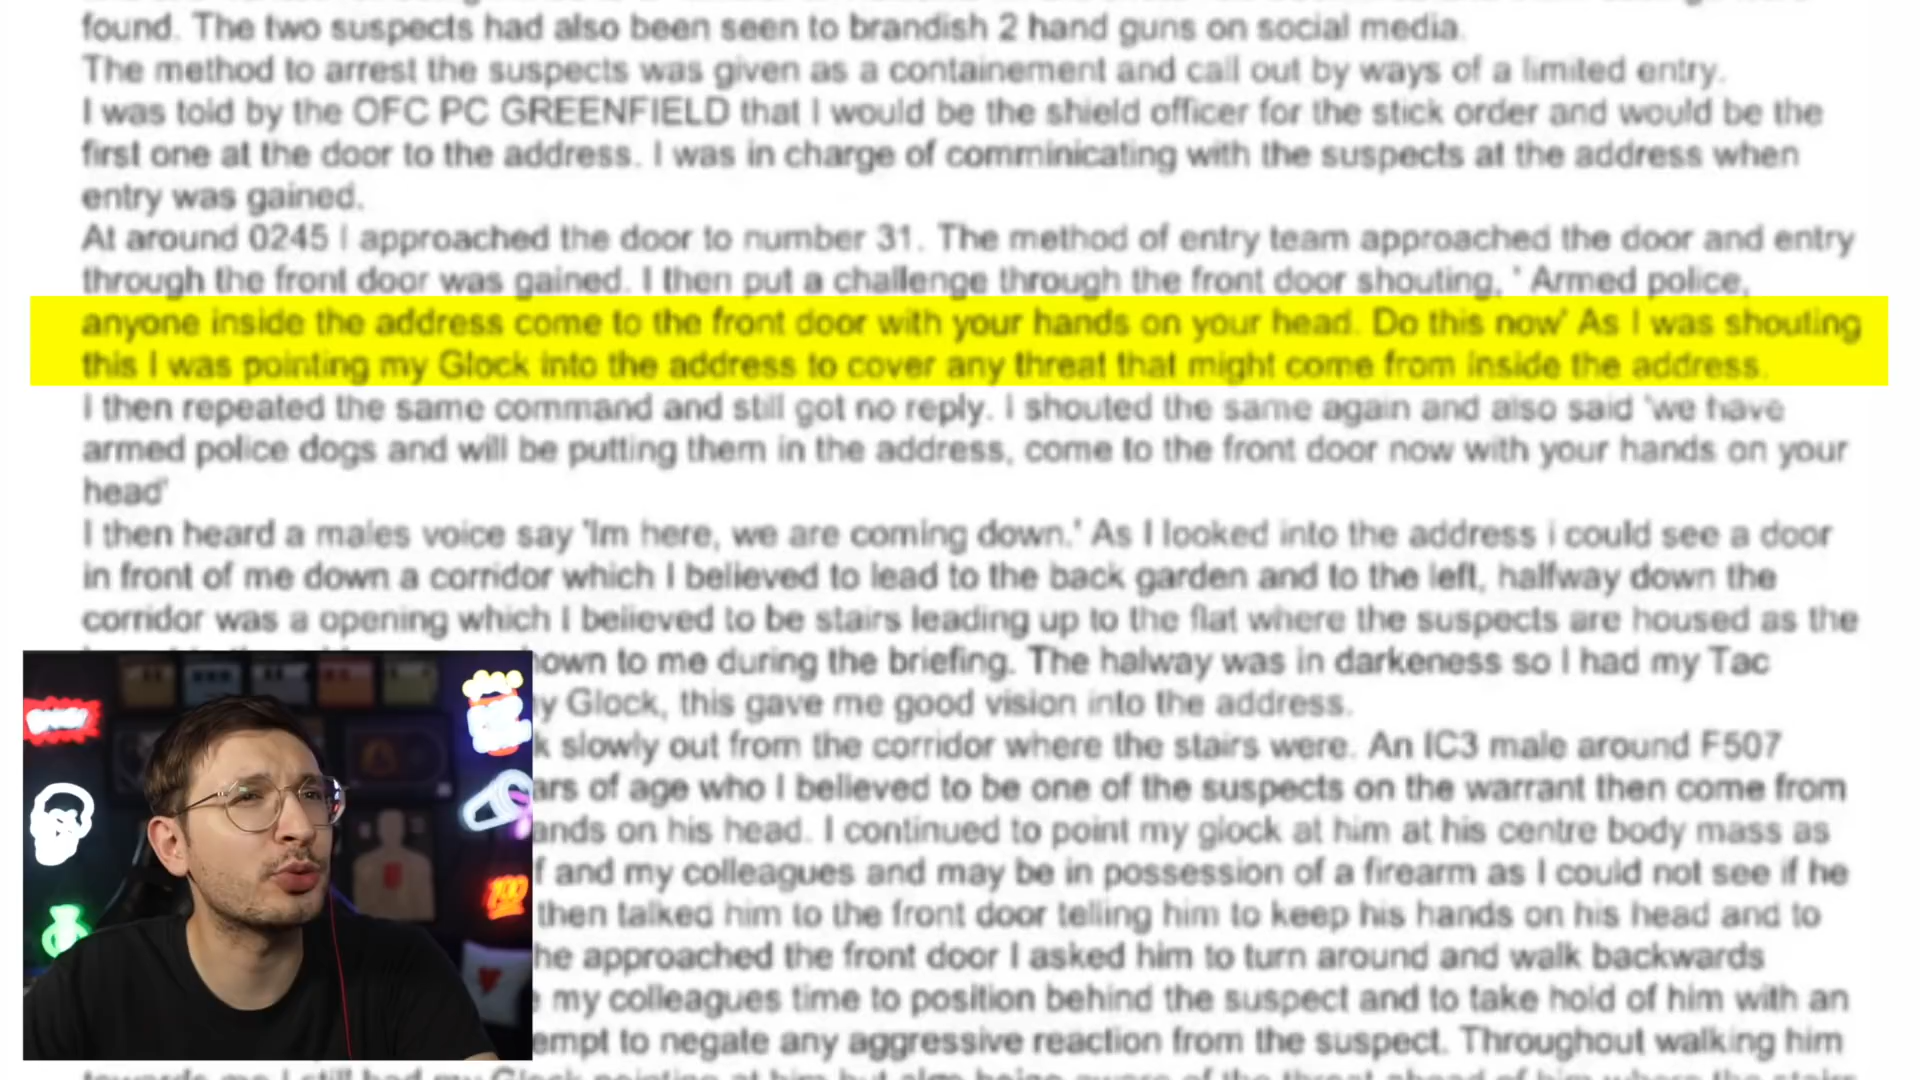 found. The two suspects had also been seen to brandish 2 hand guns on social media.
The method to arrest the suspects was given as a containement and call out by ways of a limited entry.
I was told by the OFC PC GREENFIELD that I would be the shield officer for the stick order and would be the
first one at the door to the address. I was in charge of comminicating with the suspects at the address when
entry was gained.
At around 0245 I approached the door to number 31. The method of entry team approached the door and entry
through the front door was gained. I then put a challenge through the front door shouting, ' Armed police,
anyone inside the address come to the front door with your hands on your head. Do this now' As I was shouting
this I was pointing my Glock into the address to cover any threat that might come from inside the address.
I then repeated the same command and still got no reply. I shouted the same again and also said 'we have
armed police dogs and will be putting them in the address, come to the front door now with your hands on your
head'
I then heard a males voice say 'Im here, we are coming down.' As I looked into the address i could see a door
in front of me down a corridor which I believed to lead to the back garden and to the left, halfway down the
corridor was a opening which I believed to be stairs leading up to the flat where the suspects are housed as the
hown to me during the briefing. The halway was in darkeness so I had my Tac
y Glock, this gave me good vision into the address.
k slowly out from the corridor where the stairs were. An IC3 male around F507
ars of age who I believed to be one of the suspects on the warrant then come from
ands on his head. I continued to point my glock at him at his centre body mass as
f and my colleagues and may be in possession of a firearm as I could not see if he
then talked him to the front door telling him to keep his hands on his head and to
he approached the front door I asked him to turn around and walk backwards
my colleagues time to position behind the suspect and to take hold of him with an
empt to negate any aggressive reaction from the suspect. Throughout walking him
100